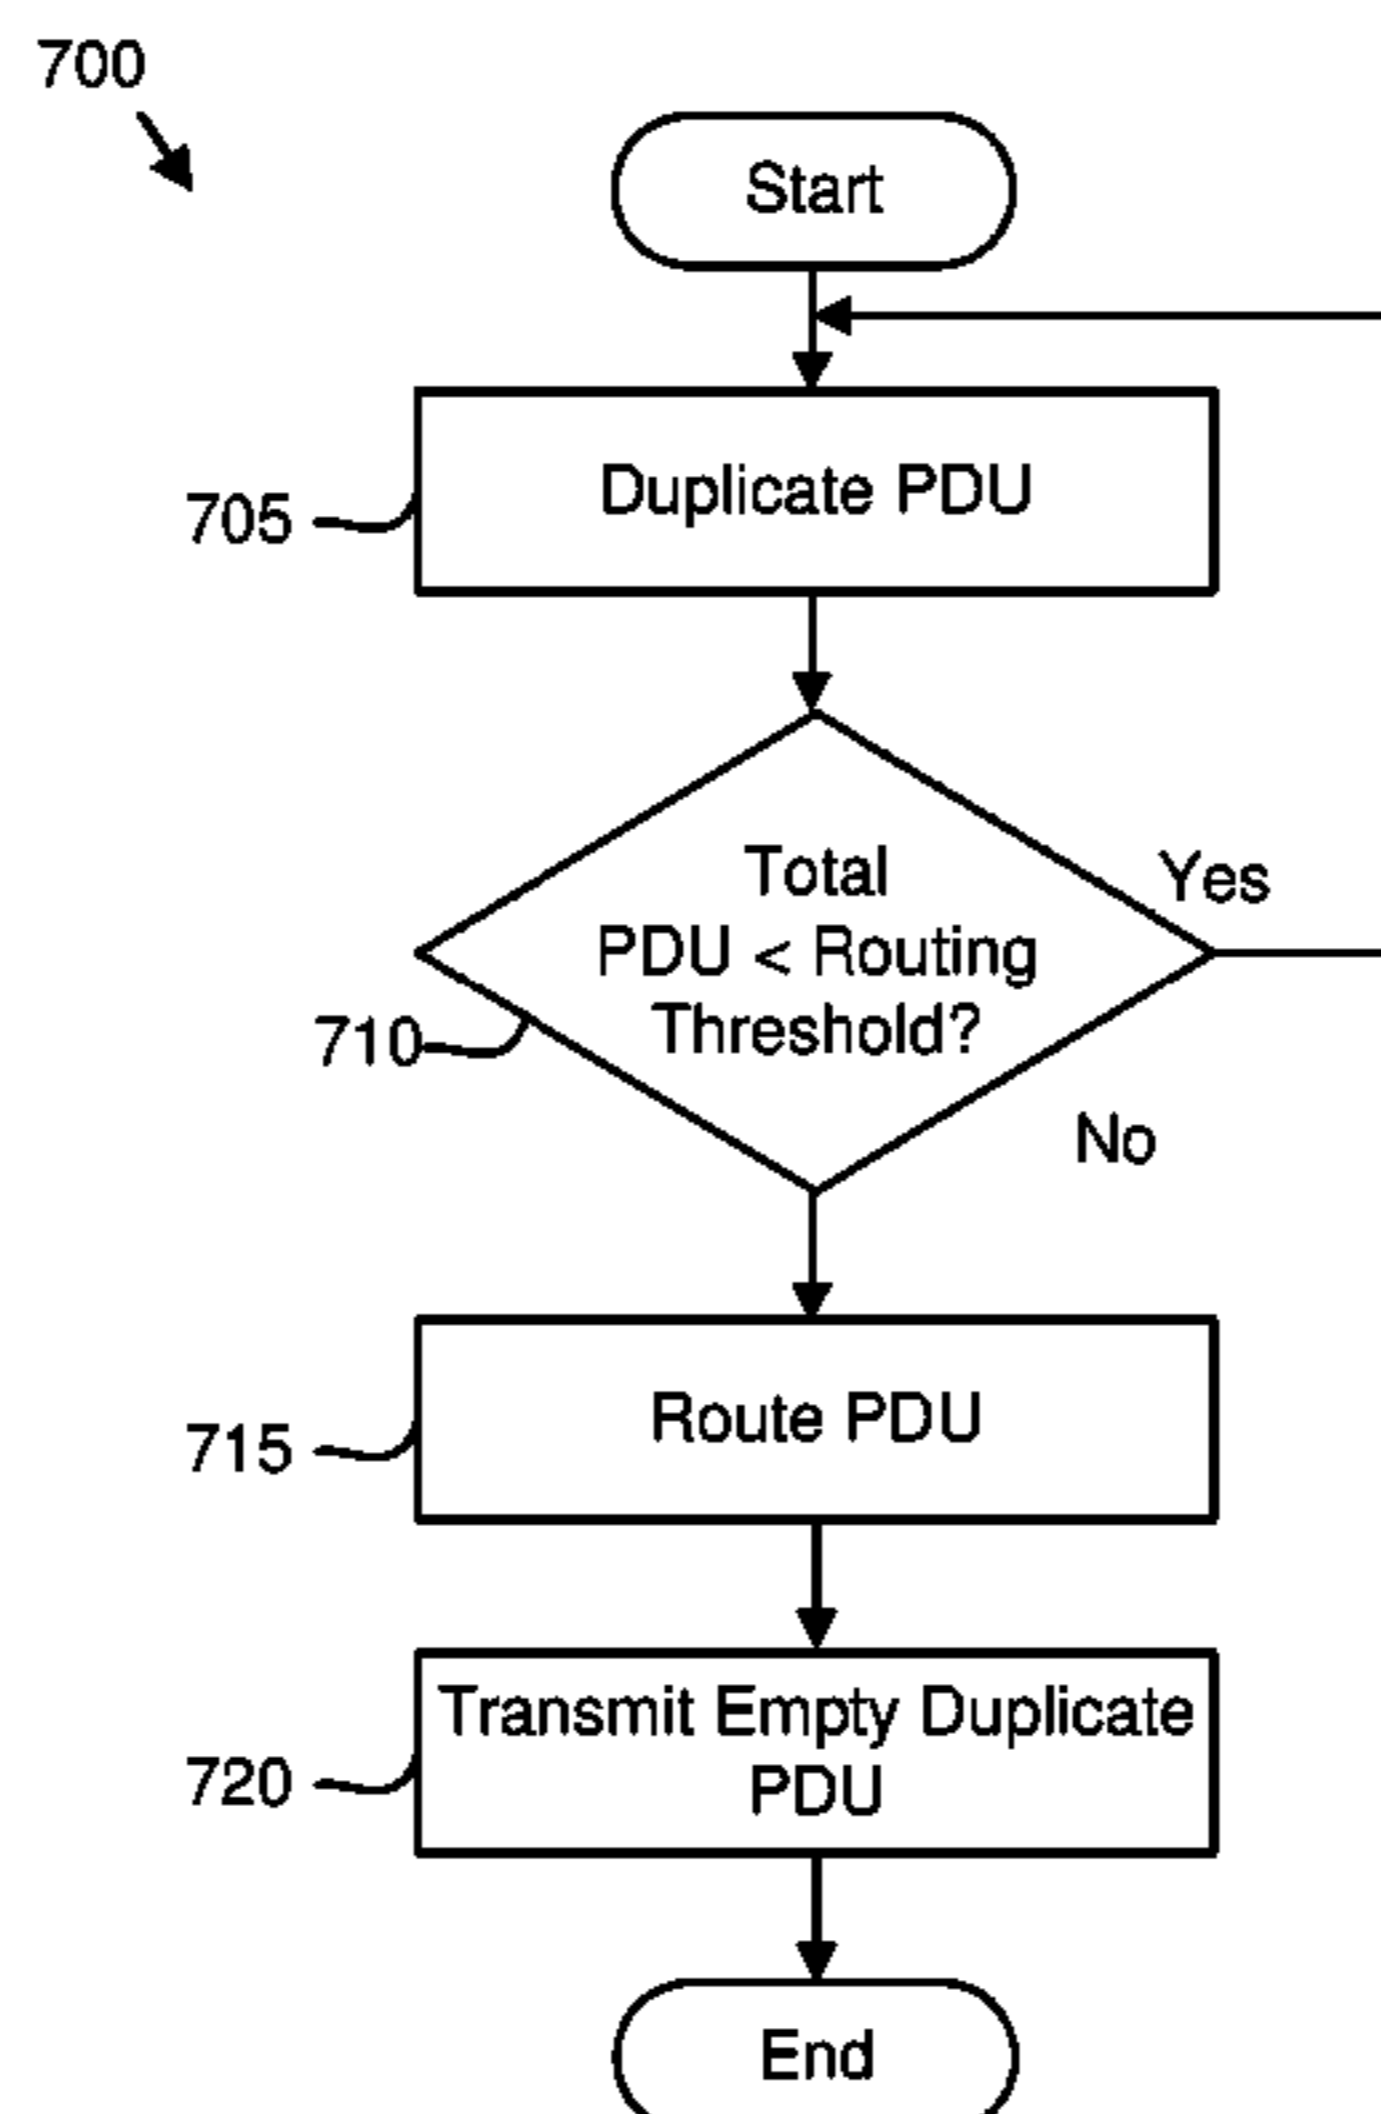 700
Start
Duplicate PDU
705
Total
PDU < Routing
Threshold?
Yes
710
No
Route PDU
715
Transmit Empty Duplicate
PDU
720
End